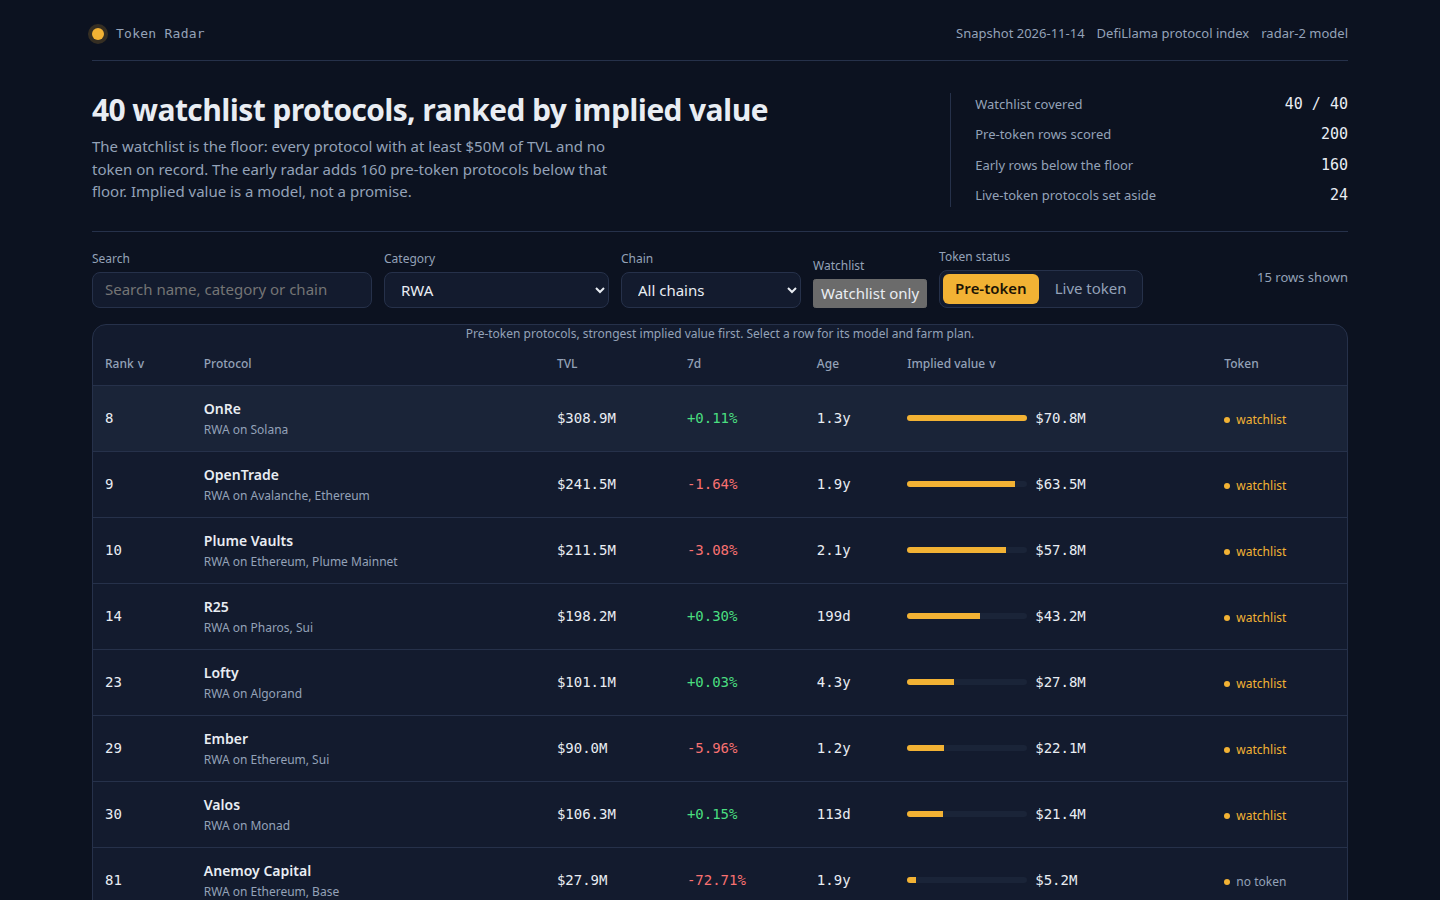 Token Radar
Snapshot 2026-11-14 DefiLlama protocol index radar-2 model
40 watchlist protocols, ranked by implied value
The watchlist is the floor: every protocol with at least $50M of TVL and no
token on record. The early radar adds 160 pre-token protocols below that
floor. Implied value is a model, not a promise.
Watchlist covered 40 / 40
Pre-token rows scored 200
Early rows below the floor 160
Live-token protocols set aside 24
Search
Search name, category or chain
Category
RWA
Chain
All chains
Watchlist
Watchlist only
Token status
Pre-token Live token
15 rows shown
Pre-token protocols, strongest implied value first. Select a row for its model and farm plan.
Rank v Protocol TVL 7d Age Implied value v Token
8 OnRe $308.9M +0.11% 1.3y $70.8M watchlist
RWA on Solana
9 OpenTrade $241.5M -1.64% 1.9y $63.5M watchlist
RWA on Avalanche, Ethereum
10 Plume Vaults $211.5M -3.08% 2.1y $57.8M watchlist
RWA on Ethereum, Plume Mainnet
14 R25 $198.2M +0.30% 199d $43.2M watchlist
RWA on Pharos, Sui
23 Lofty $101.1M +0.03% 4.3y $27.8M watchlist
RWA on Algorand
29 Ember $90.0M -5.96% 1.2y $22.1M watchlist
RWA on Ethereum, Sui
30 Valos $106.3M +0.15% 113d $21.4M watchlist
RWA on Monad
81 Anemoy Capital $27.9M -72.71% 1.9y $5.2M no token
RWA on Ethereum, Base